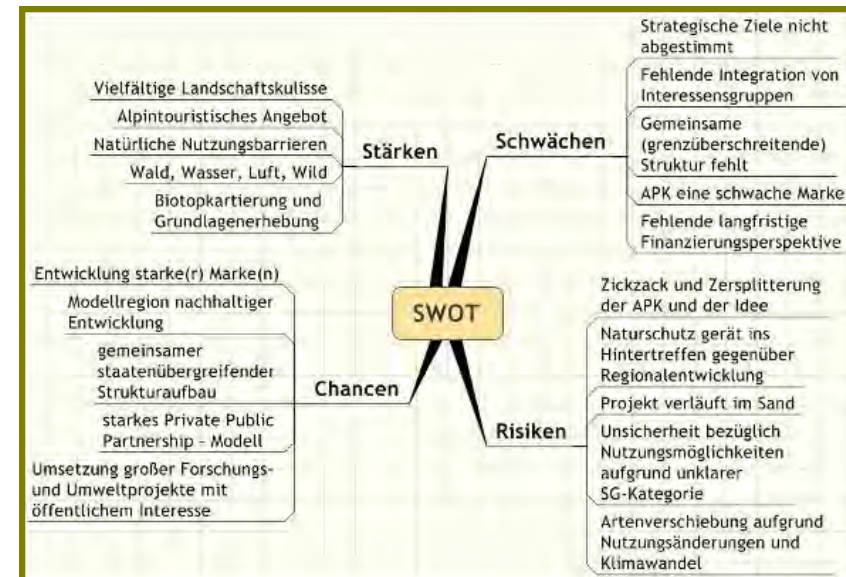 Vielfältige Landschaftskulisse
Alpintouristisches Angebot
Natürliche Nutzungsbarrieren
Wald, Wasser, Luft, Wild
Biotopkartierung und
Grundlagenerhebung
Stärken
Strategische Ziele nicht
abgestimmt
Fehlende Integration von
Interessensgruppen
Gemeinsame
(grenzüberschreitende)
Struktur fehlt
APK eine schwache Marke
Fehlende langfristige
Finanzierungsperspektive
Schwächen
SWOT
Entwicklung starke(r) Marke(n)
Modellregion nachhaltiger
Entwicklung
gemeinsamer
staatenübergreifender
Strukturaufbau
starkes Private Public
Partnership - Modell
Umsetzung großer Forschungs-
und Umweltprojekte mit
öffentlichem Interesse
Chancen
Zickzack und Zersplitterung
der APK und der Idee
Naturschutz gerät ins
Hintertreffen gegenüber
Regionalentwicklung
Projekt verläuft im Sand
Unsicherheit bezüglich
Nutzungsmöglichkeiten
aufgrund unklarer
SG-Kategorie
Artenverschiebung aufgrund
Nutzungsänderungen und
Klimawandel
Risiken